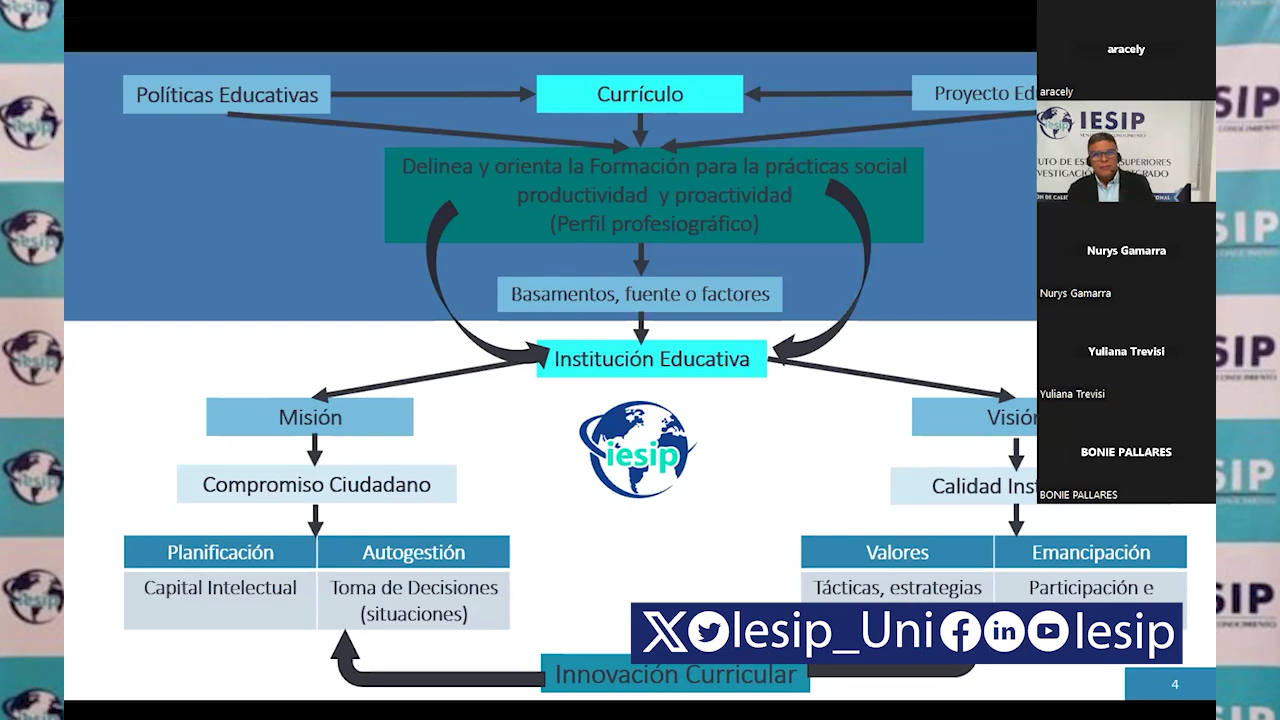 Políticas Educativas
Currículo
Proyecto Ed
Delinea y orienta la Formación para la prácticas social
productividad y proactividad
(Perfil profesiográfico)
Basamentos, fuente o factores
Institución Educativa
Misión
Visión
iesip
Compromiso Ciudadano
Calidad Inst
Planificación
Autogestión
Capital Intelectual
Toma de Decisiones
(situaciones)
Valores
Emancipación
Tácticas, estrategias
Participación e
Innovación Curricular
Iesip_Uni
Iesip
4
aracely
aracely
IESIP
Nurys Gamarra
Nurys Gamarra
Yuliana Trevisi
Yuliana Trevisi
BONIE PALLARES
BONIE PALLARES